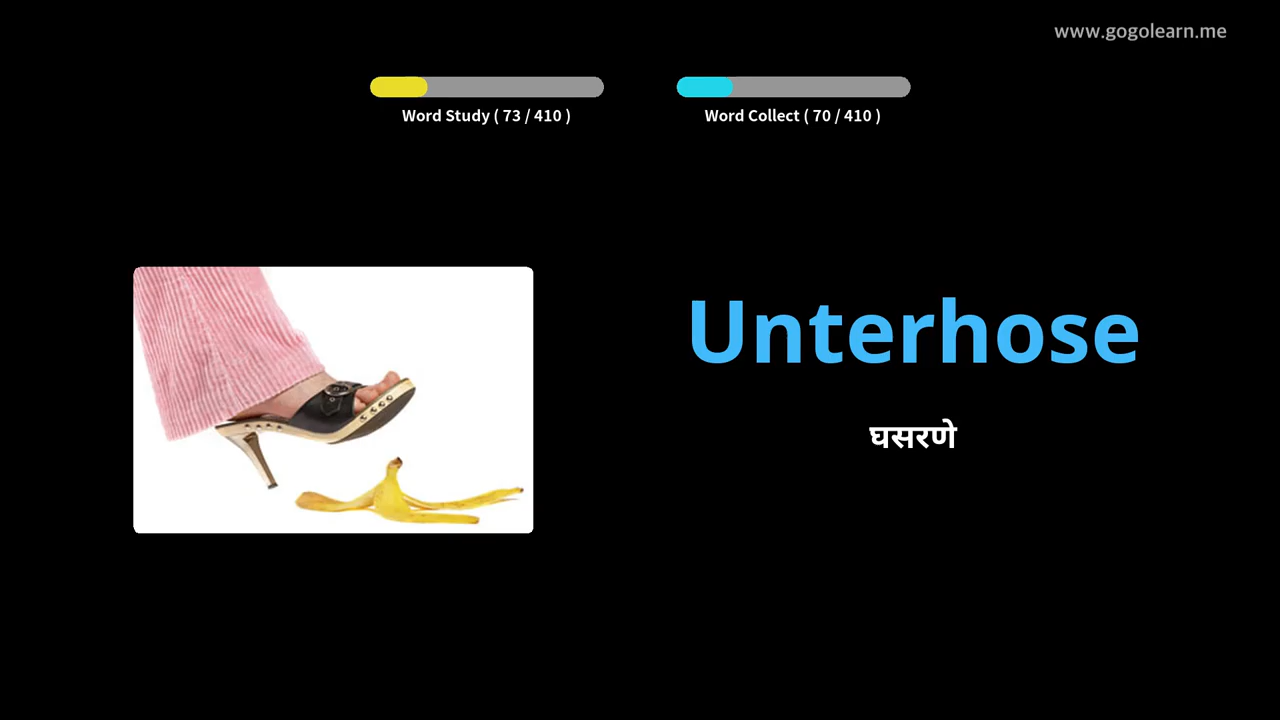 www.gogolearn.me
Word Study ( 73 / 410 )
Word Collect ( 70 / 410 )
Unterhose
घसरणे